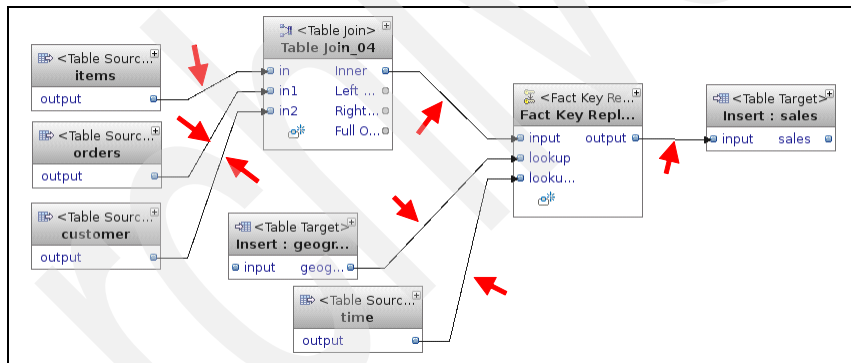 <Table Join>
Table Join_04
in Inner
in1 Left ...
in2 Right...
Full O...
<Table Sourc...
items
output
<Table Sourc...
orders
output
<Table Sourc...
customer
output
<Fact Key Re...
Fact Key Repl...
input output
lookup
looku...
<Table Target>
Insert : sales
input sales
<Table Target>
Insert : geogr...
input geog...
<Table Sourc...
time
output